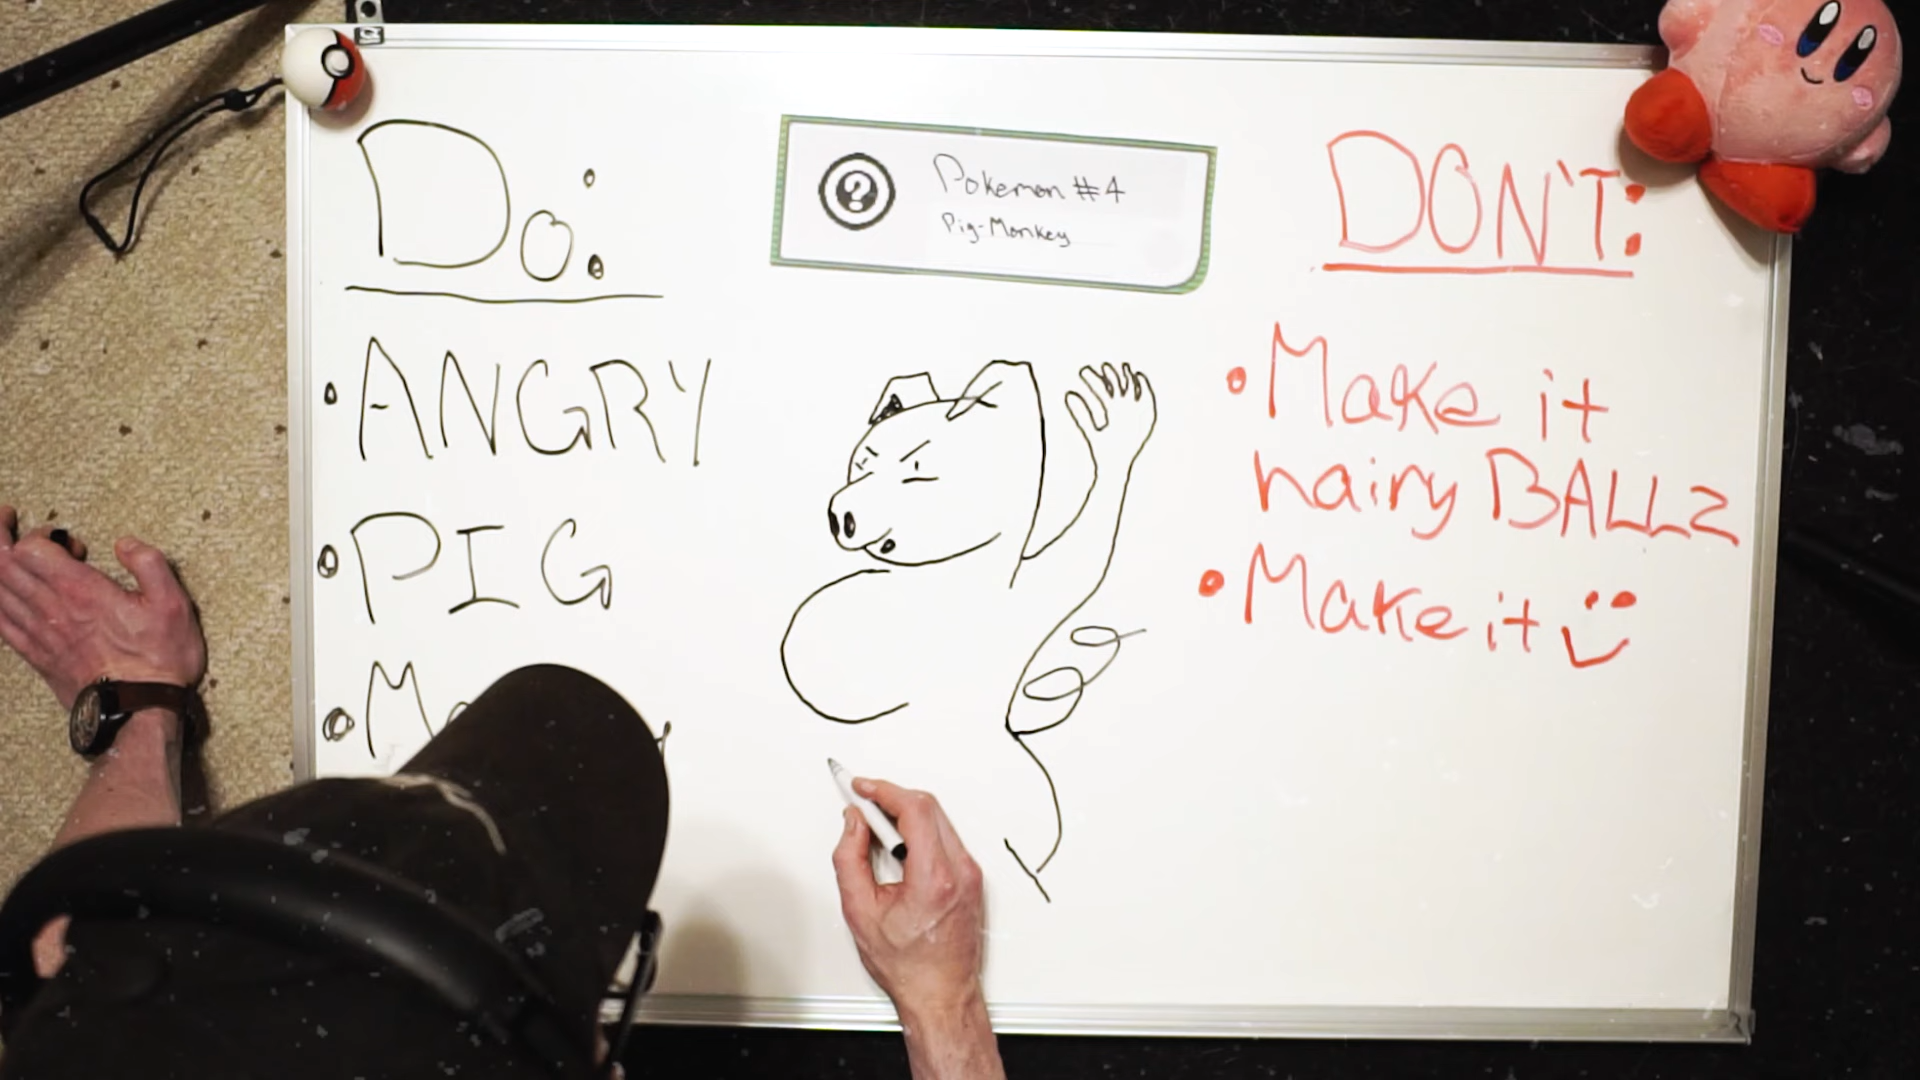 Do:
• ANGRY
• PIG
?
Pokemon #4
Pig-Monkey
DON'T:
• Make it
hairy BALLZ
• Make it